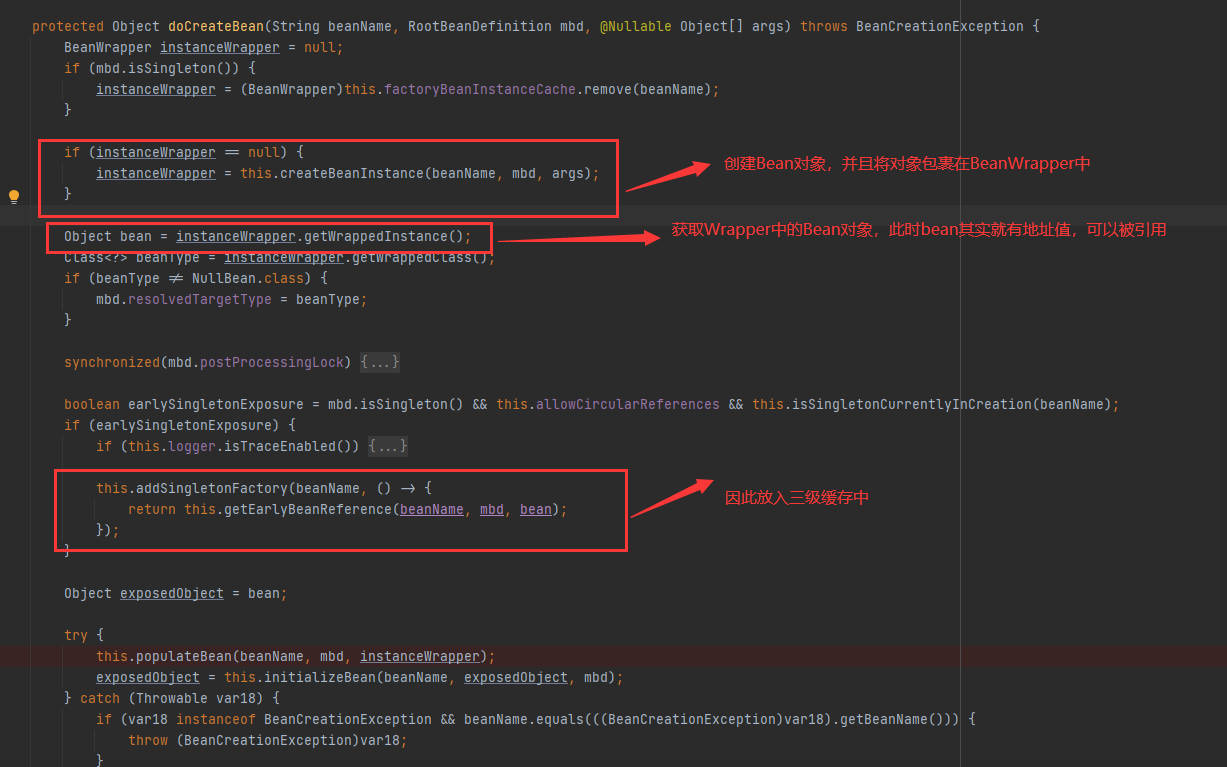 protected Object doCreateBean(String beanName, RootBeanDefinition mbd, @Nullable Object[] args) throws BeanCreationException {
BeanWrapper instanceWrapper = null;
if (mbd.isSingleton()) {
instanceWrapper = (BeanWrapper)this.factoryBeanInstanceCache.remove(beanName);
}
if (instanceWrapper == null) {
创建Bean对象，并且将对象包裹在BeanWrapper中
instanceWrapper = this.createBeanInstance(beanName, mbd, args);
}
Object bean = instanceWrapper.getWrappedInstance();
获取Wrapper中的Bean对象，此时bean其实就有地址值，可以被引用
Class<?> beanType = instanceWrapper.getWrappedClass();
if (beanType != NullBean.class) {
mbd.resolvedTargetType = beanType;
}
synchronized(mbd.postProcessingLock) {...}
boolean earlySingletonExposure = mbd.isSingleton() && this.allowCircularReferences && this.isSingletonCurrentlyInCreation(beanName);
if (earlySingletonExposure) {
if (this.logger.isTraceEnabled()) {...}
this.addSingletonFactory(beanName, () -> {
因此放入三级缓存中
return this.getEarlyBeanReference(beanName, mbd, bean);
});
}
Object exposedObject = bean;
try {
this.populateBean(beanName, mbd, instanceWrapper);
exposedObject = this.initializeBean(beanName, exposedObject, mbd);
} catch (Throwable var18) {
if (var18 instanceof BeanCreationException && beanName.equals(((BeanCreationException)var18).getBeanName())) {
throw (BeanCreationException)var18;
}